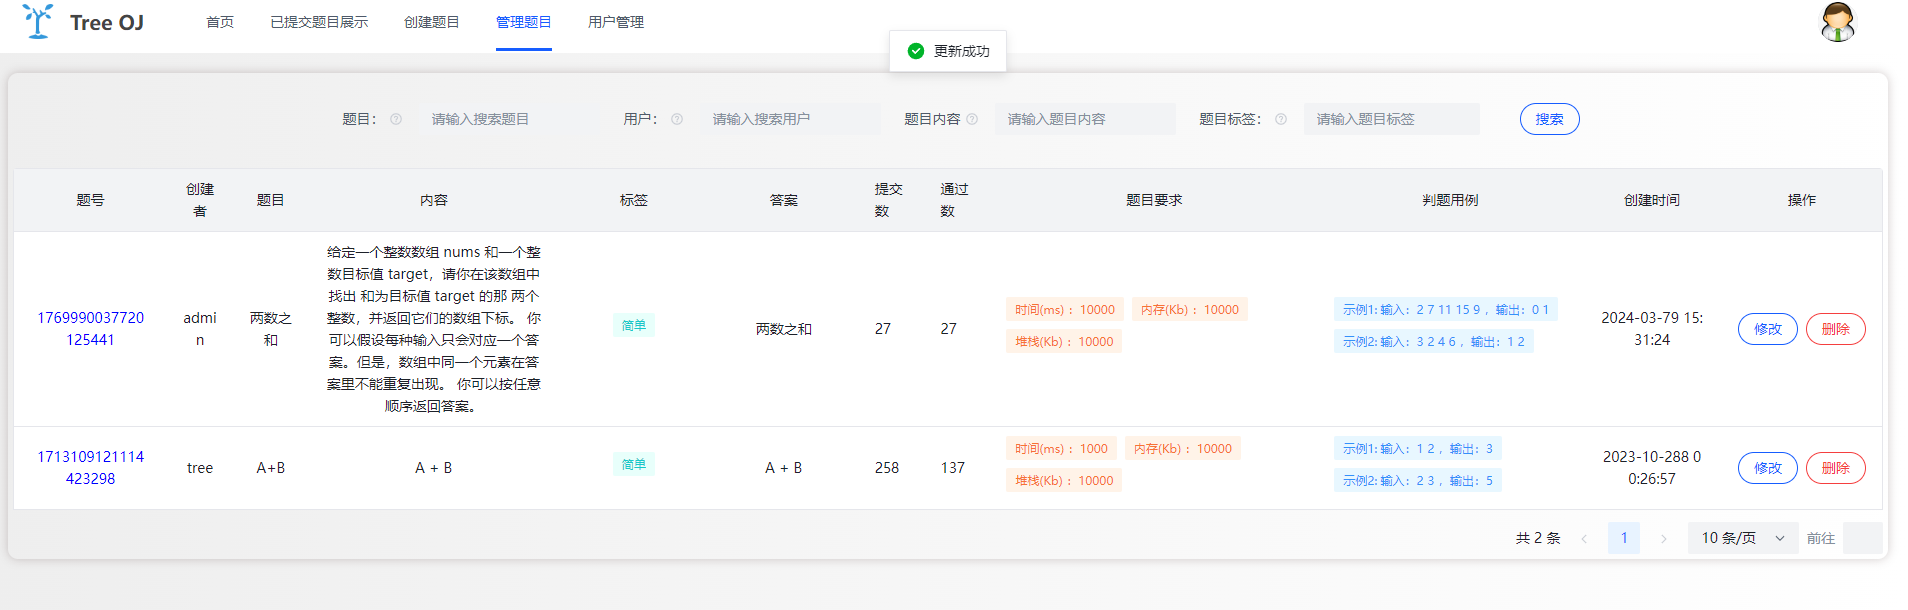 Tree OJ
首页
已提交题目展示
创建题目
管理题目
用户管理
更新成功
题目：
请输入搜索题目
用户：
请输入搜索用户
题目内容
请输入题目内容
题目标签：
请输入题目标签
搜索
题号
创建
者
题目
内容
标签
答案
提交
数
通过
数
题目要求
判题用例
创建时间
操作
1769990037720
125441
admi
n
两数之
和
给定一个整数数组 nums 和一个整
数目标值 target，请你在该数组中
找出 和为目标值 target 的那 两个
整数，并返回它们的数组下标。 你
可以假设每种输入只会对应一个答
案。但是，数组中同一个元素在答
案里不能重复出现。 你可以按任意
顺序返回答案。
简单
两数之和
27
27
时间(ms)：10000
内存(Kb)：10000
堆栈(Kb)：10000
示例1: 输入：2 7 11 15 9 ，输出：0 1
示例2: 输入：3 2 4 6 ，输出：1 2
2024-03-79 15:
31:24
修改
删除
1713109121114
423298
tree
A+B
A + B
简单
A + B
258
137
时间(ms)：1000
内存(Kb)：10000
堆栈(Kb)：10000
示例1: 输入：1 2 ，输出：3
示例2: 输入：2 3 ，输出：5
2023-10-288 0
0:26:57
修改
删除
共 2 条
1
10 条/页
前往